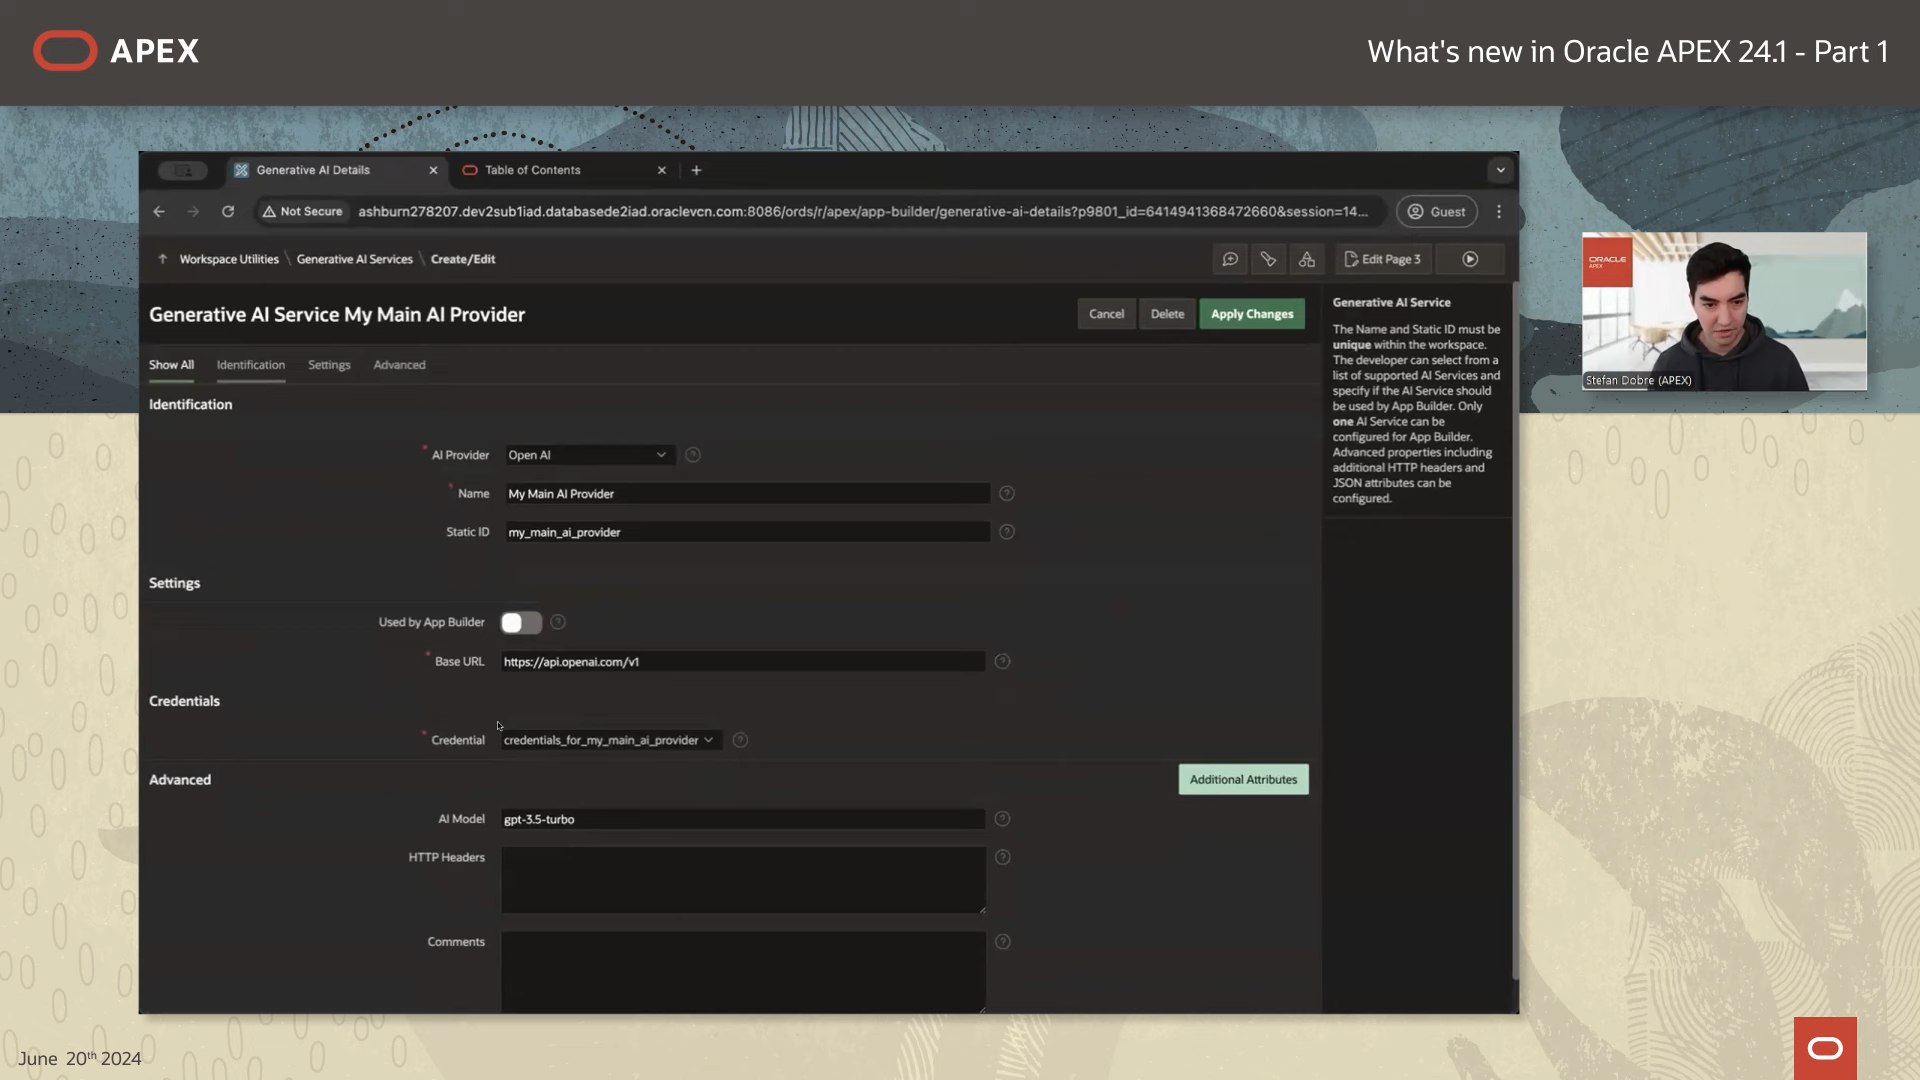 APEX
What's new in Oracle APEX 24.1 - Part 1
Generative AI Details
Table of Contents
Not Secure
ashburn278207.dev2sub1iad.databasede2iad.oraclevcn.com:8086/ords/r/apex/app-builder/generative-ai-details?p9801_id=6414941368472660&session=14...
Guest
Workspace Utilities \ Generative AI Services \ Create/Edit
Edit Page 3
Generative AI Service My Main AI Provider
Cancel
Delete
Apply Changes
Show All
Identification
Settings
Advanced
Identification
* AI Provider
Open AI
* Name
My Main AI Provider
Static ID
my_main_ai_provider
Settings
Used by App Builder
* Base URL
https://api.openai.com/v1
Credentials
* Credential
credentials_for_my_main_ai_provider
Advanced
Additional Attributes
AI Model
gpt-3.5-turbo
HTTP Headers
Comments
Generative AI Service
The Name and Static ID must be
unique within the workspace.
The developer can select from a
list of supported AI Services and
specify if the AI Service should
be used by App Builder. Only
one AI Service can be
configured for App Builder.
Advanced properties including
additional HTTP headers and
JSON attributes can be
configured.
ORACLE
APEX
Stefan Dobre (APEX)
June 20th 2024